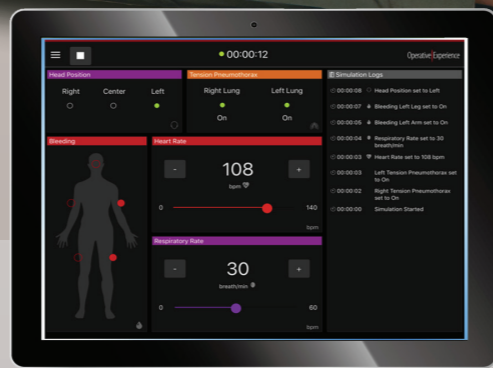 00:00:12
Operative Experience
Head Position
Right Center Left
Tension Pneumothorax
Right Lung Left Lung
On On
Simulation Logs
00:00:08 Head Position set to Left
00:00:07 Bleeding Left Leg set to On
00:00:05 Bleeding Left Arm set to On
00:00:04 Respiratory Rate set to 30
breath/min
00:00:03 Heart Rate set to 108 bpm
00:00:03 Left Tension Pneumothorax set
to On
00:00:02 Right Tension Pneumothorax
set to On
00:00:00 Simulation Started
Bleeding
Heart Rate
- 108 +
bpm
0 140
bpm
Respiratory Rate
- 30 +
breath/min
0 60
bpm